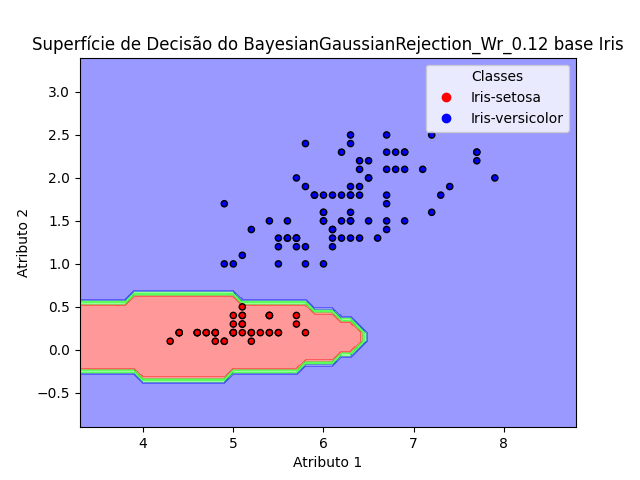 Superfície de Decisão do BayesianGaussianRejection_Wr_0.12 base Iris
Classes
Iris-setosa
Iris-versicolor
3.0
2.5
2.0
1.5
1.0
0.5
0.0
−0.5
Atributo 2
4 5 6 7 8
Atributo 1